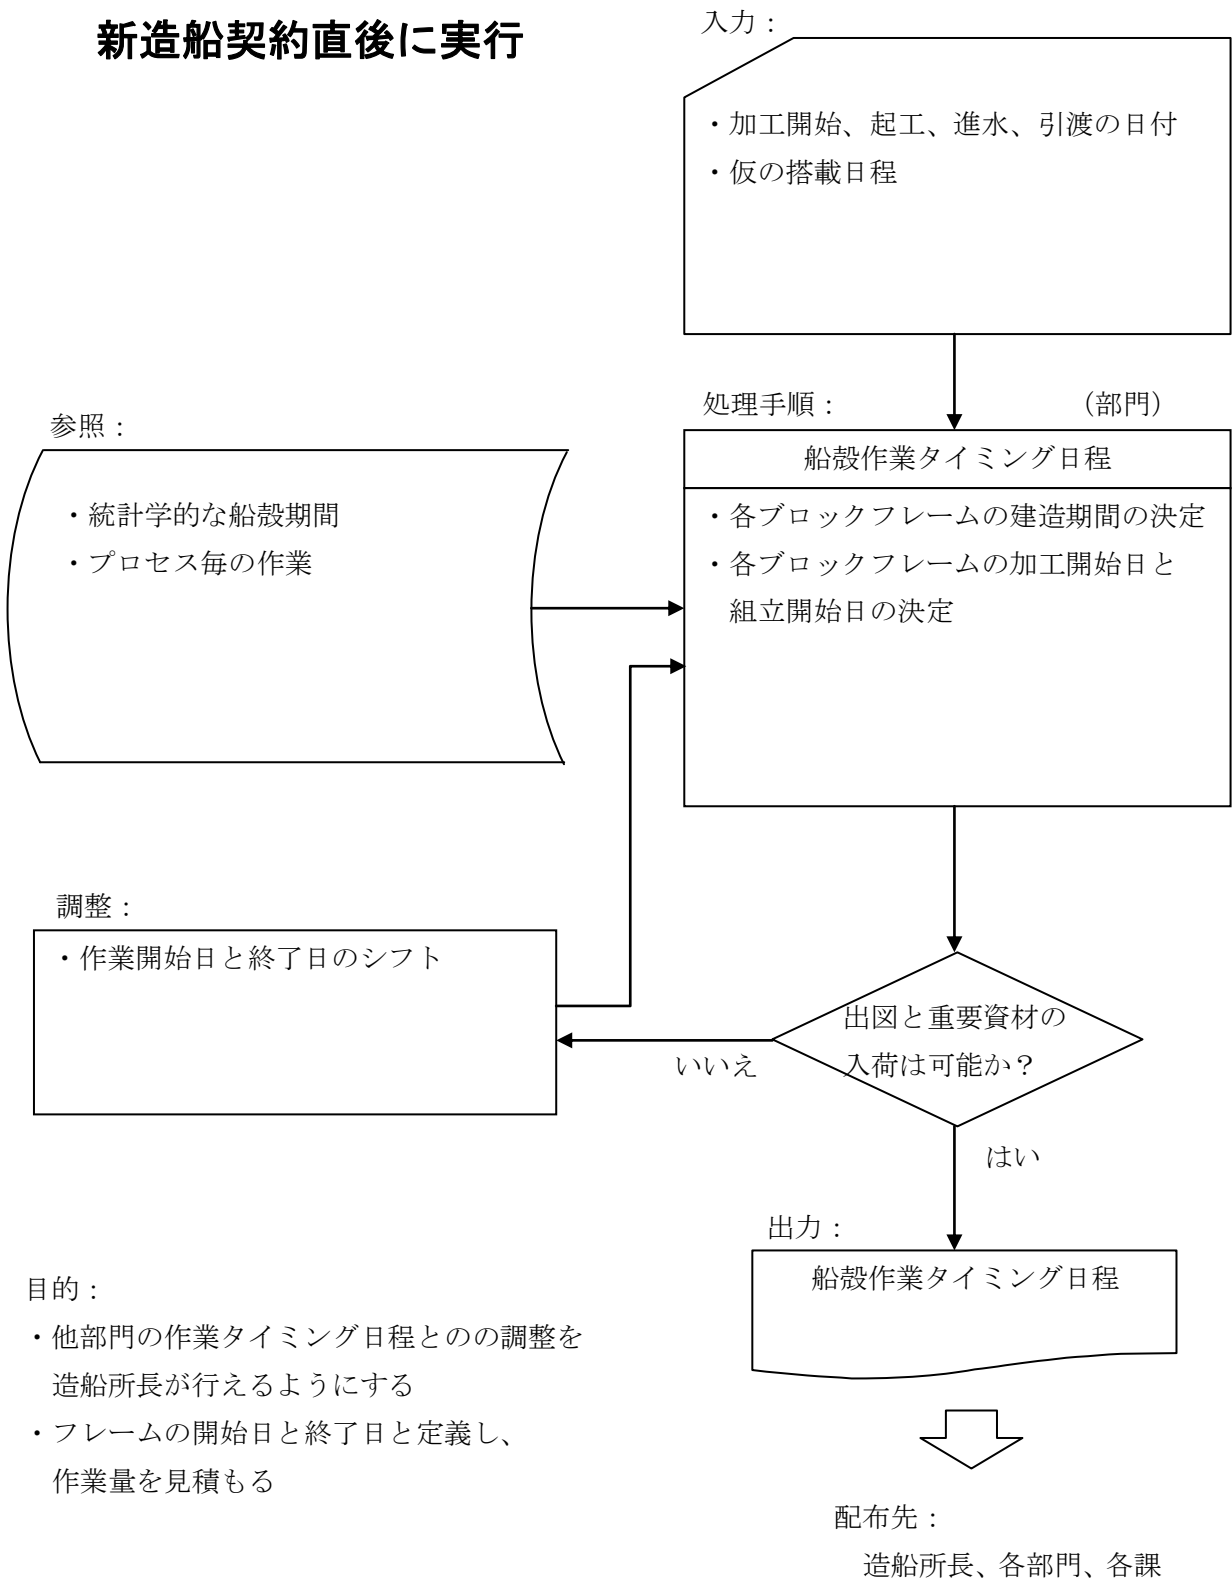 新造船契約直後に実行
入力：
・加工開始、起工、進水、引渡の日付
・仮の搭載日程
処理手順：　（部門）
船殻作業タイミング日程
・各ブロックフレームの建造期間の決定
・各ブロックフレームの加工開始日と
組立開始日の決定
参照：
・統計学的な船殻期間
・プロセス毎の作業
調整：
・作業開始日と終了日のシフト
出図と重要資材の
入荷は可能か？
いいえ
はい
出力：
船殻作業タイミング日程
目的：
・他部門の作業タイミング日程とのの調整を
造船所長が行えるようにする
・フレームの開始日と終了日と定義し、
作業量を見積もる
配布先：
造船所長、各部門、各課